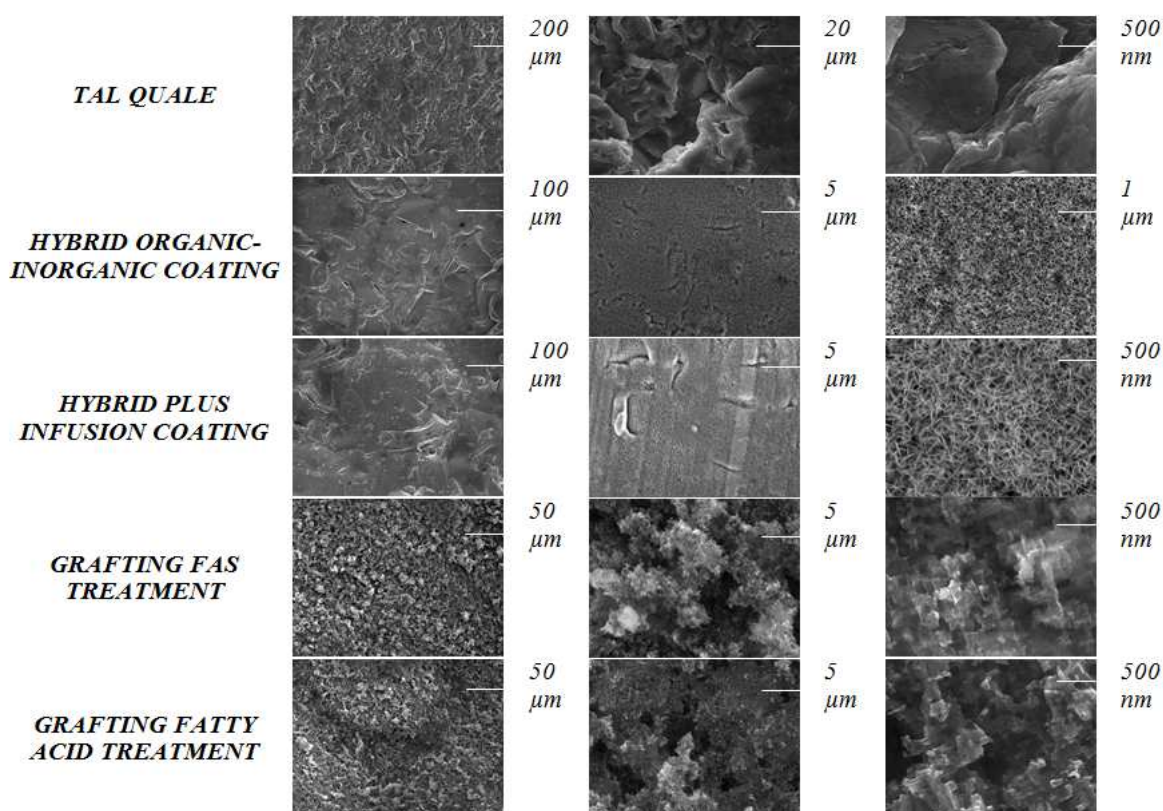 200
µm
20
µm
500
nm
TAL QUALE
100
µm
5
µm
1
µm
HYBRID ORGANIC-
INORGANIC COATING
100
µm
5
µm
500
nm
HYBRID PLUS
INFUSION COATING
50
µm
5
µm
500
nm
GRAFTING FAS
TREATMENT
50
µm
5
µm
500
nm
GRAFTING FATTY
ACID TREATMENT